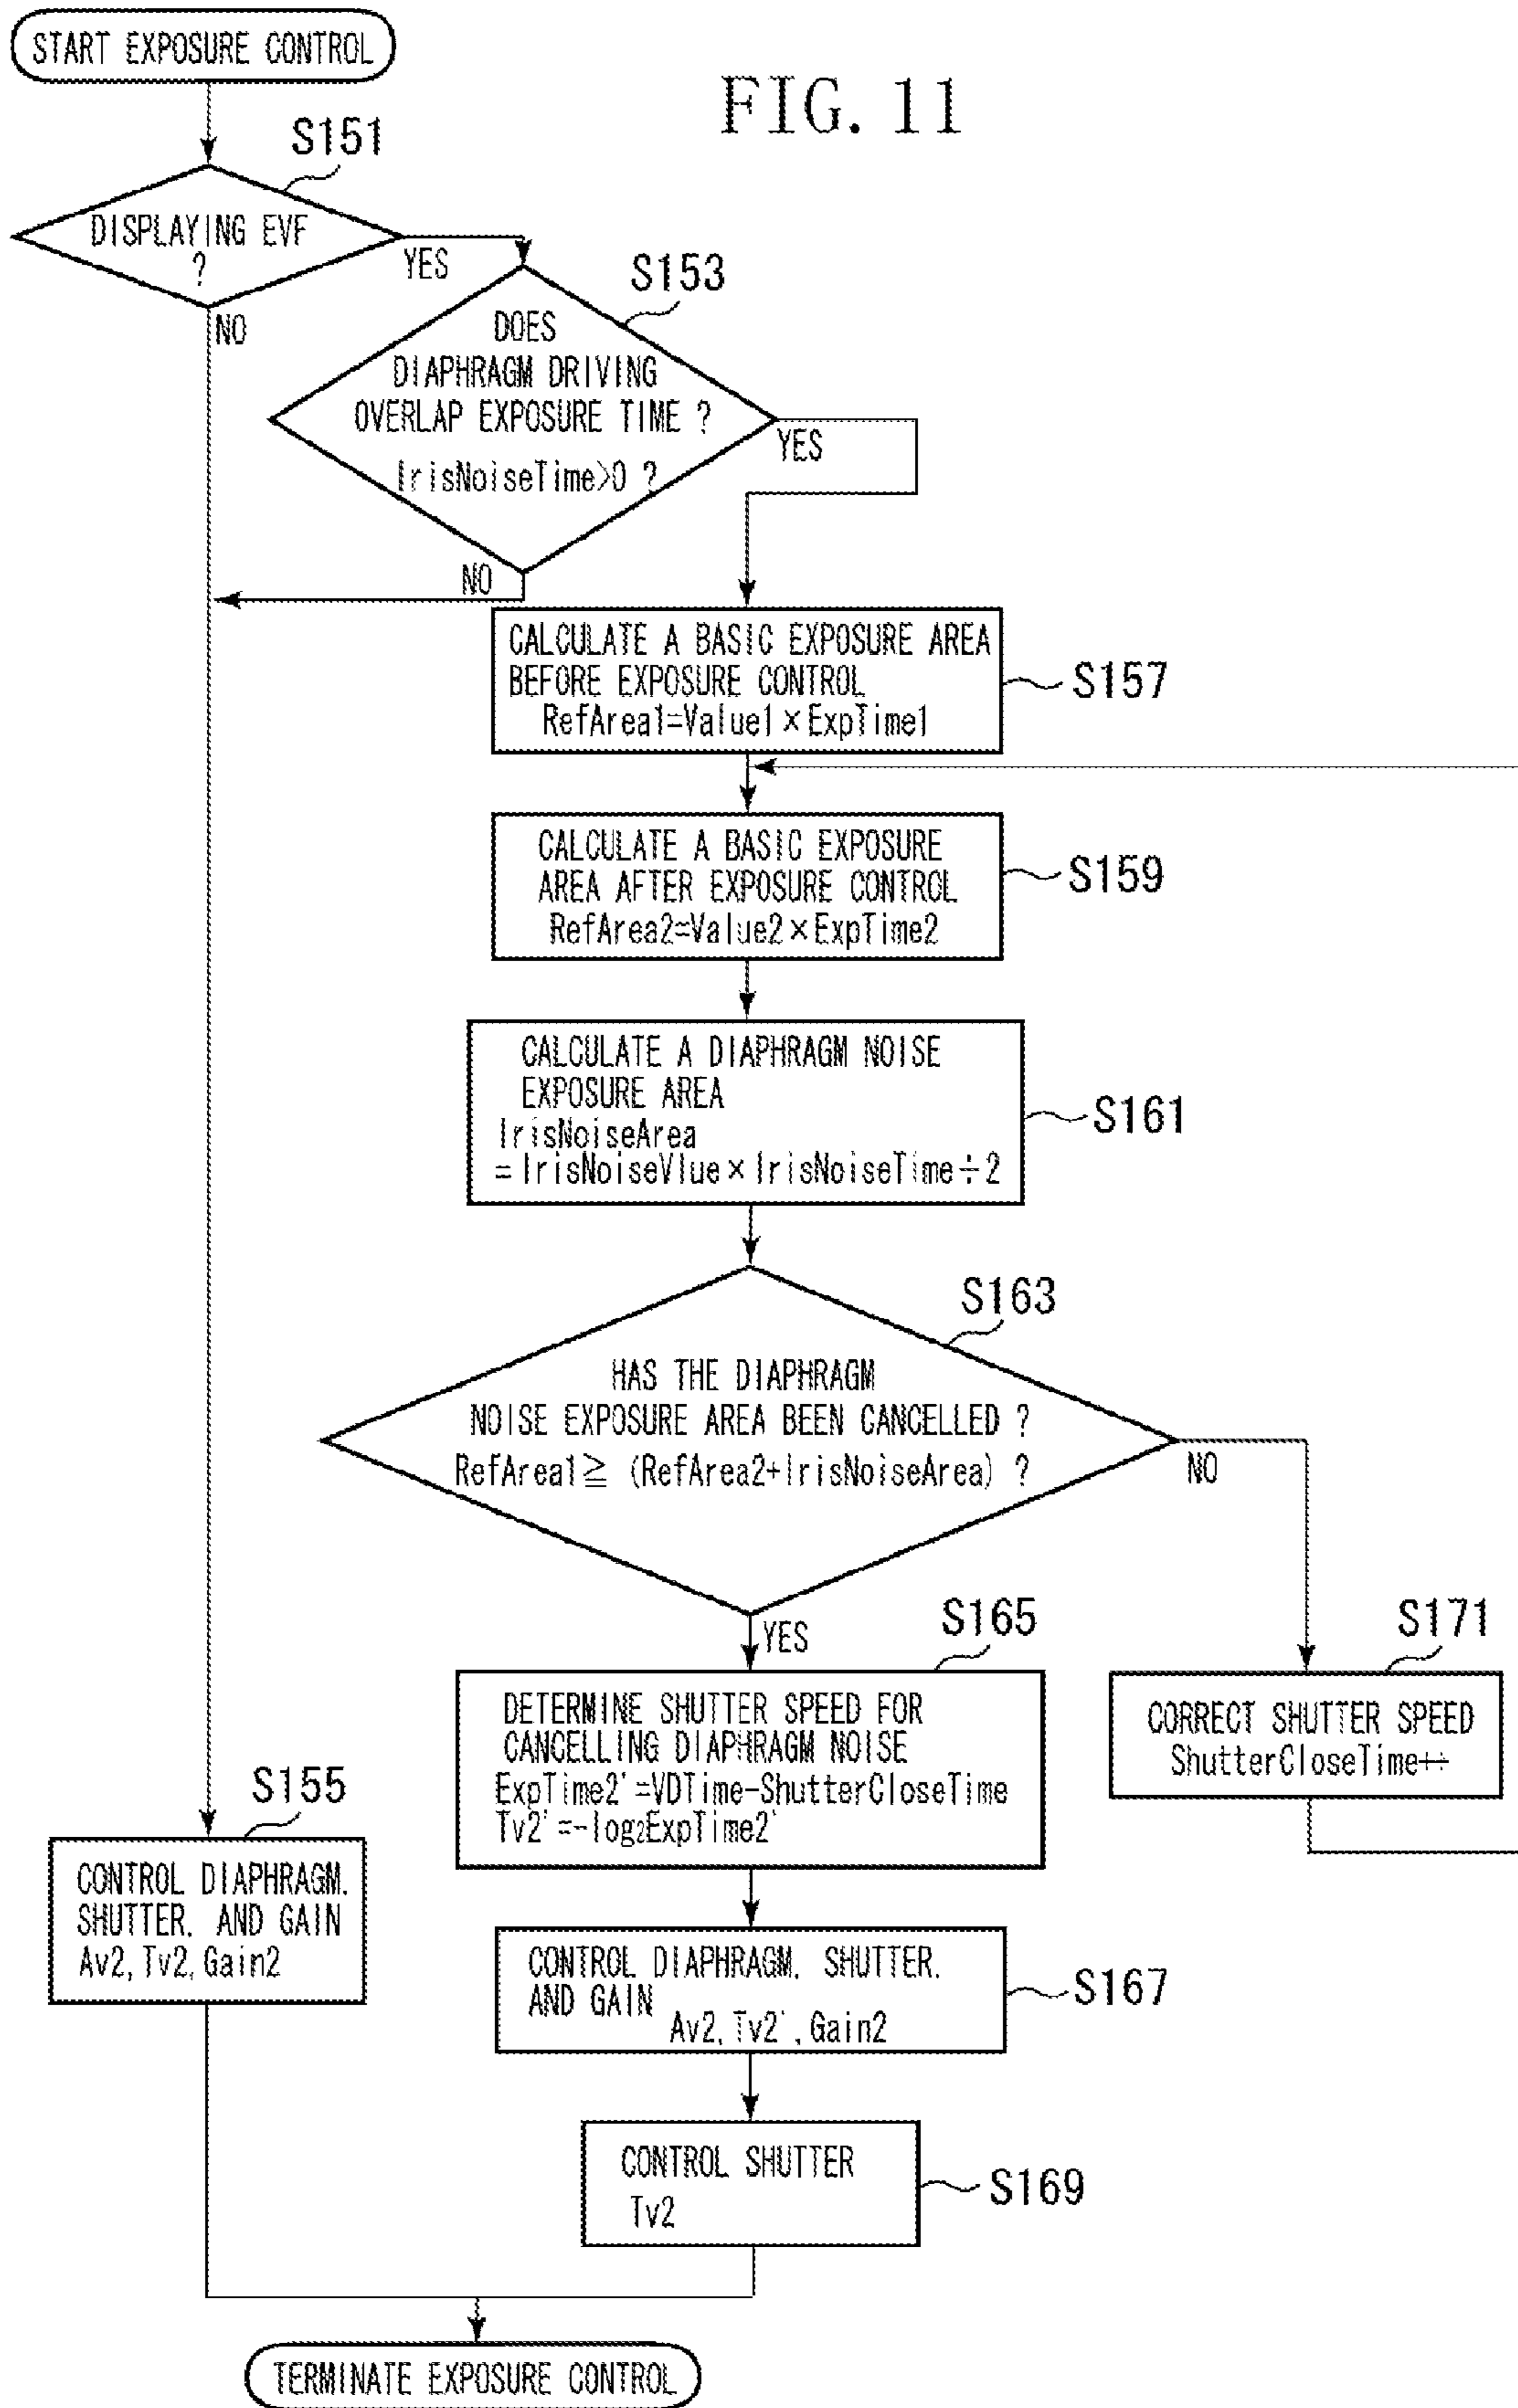 START EXPOSURE CONTROL
FIG. 11
S151
DISPLAYING EVF
?
YES
NO
S153
DOES
DIAPHRAGM DRIVING
OVERLAP EXPOSURE TIME ?
IrisNoiseTime>0 ?
YES
NO
CALCULATE A BASIC EXPOSURE AREA
BEFORE EXPOSURE CONTROL
RefArea1=Value1×ExpTime1
S157
CALCULATE A BASIC EXPOSURE
AREA AFTER EXPOSURE CONTROL
RefArea2=Value2×ExpTime2
S159
CALCULATE A DIAPHRAGM NOISE
EXPOSURE AREA
IrisNoiseArea
=IrisNoiseVlue×IrisNoiseTime÷2
S161
S163
HAS THE DIAPHRAGM
NOISE EXPOSURE AREA BEEN CANCELLED ?
RefArea1≧ (RefArea2+IrisNoiseArea) ?
NO
YES
S165
DETERMINE SHUTTER SPEED FOR
CANCELLING DIAPHRAGM NOISE
ExpTime2'=VDTime-ShutterCloseTime
Tv2'=-log₂ExpTime2'
S171
CORRECT SHUTTER SPEED
ShutterCloseTime++
S155
CONTROL DIAPHRAGM,
SHUTTER, AND GAIN
Av2, Tv2, Gain2
CONTROL DIAPHRAGM, SHUTTER,
AND GAIN
Av2, Tv2', Gain2
S167
CONTROL SHUTTER
Tv2
S169
TERMINATE EXPOSURE CONTROL